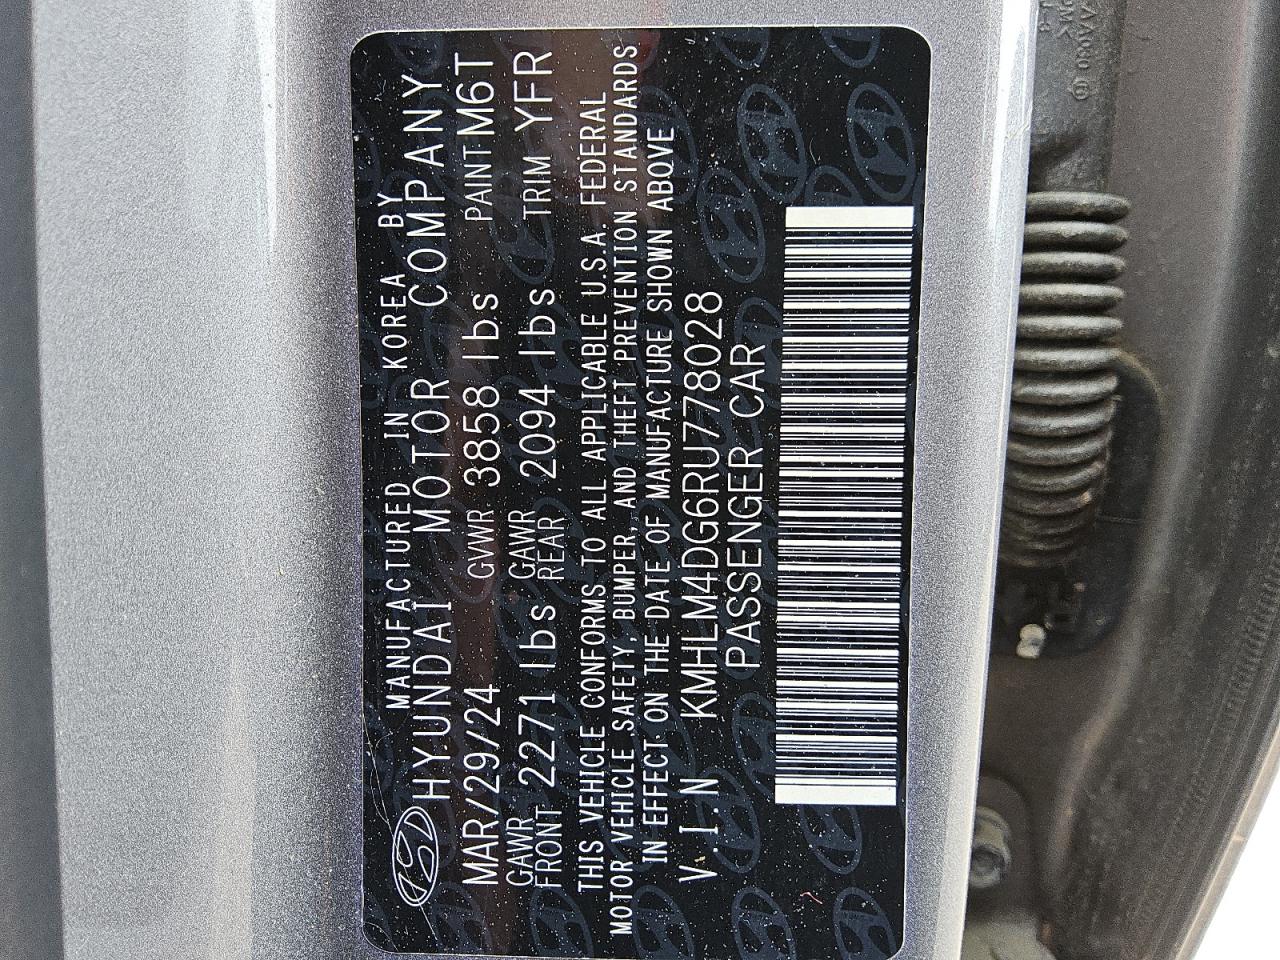 MANUFACTURED IN KOREA BY
HYUNDAI MOTOR COMPANY
MAR/29/24 GVWR 3858 lbs PAINT M6T
GAWR FRONT 2271 lbs GAWR REAR 2094 lbs TRIM YFR
THIS VEHICLE CONFORMS TO ALL APPLICABLE U.S.A. FEDERAL
MOTOR VEHICLE SAFETY, BUMPER, AND THEFT PREVENTION STANDARDS
IN EFFECT ON THE DATE OF MANUFACTURE SHOWN ABOVE
V.I.N KMHLM4DG6RU778028
PASSENGER CAR